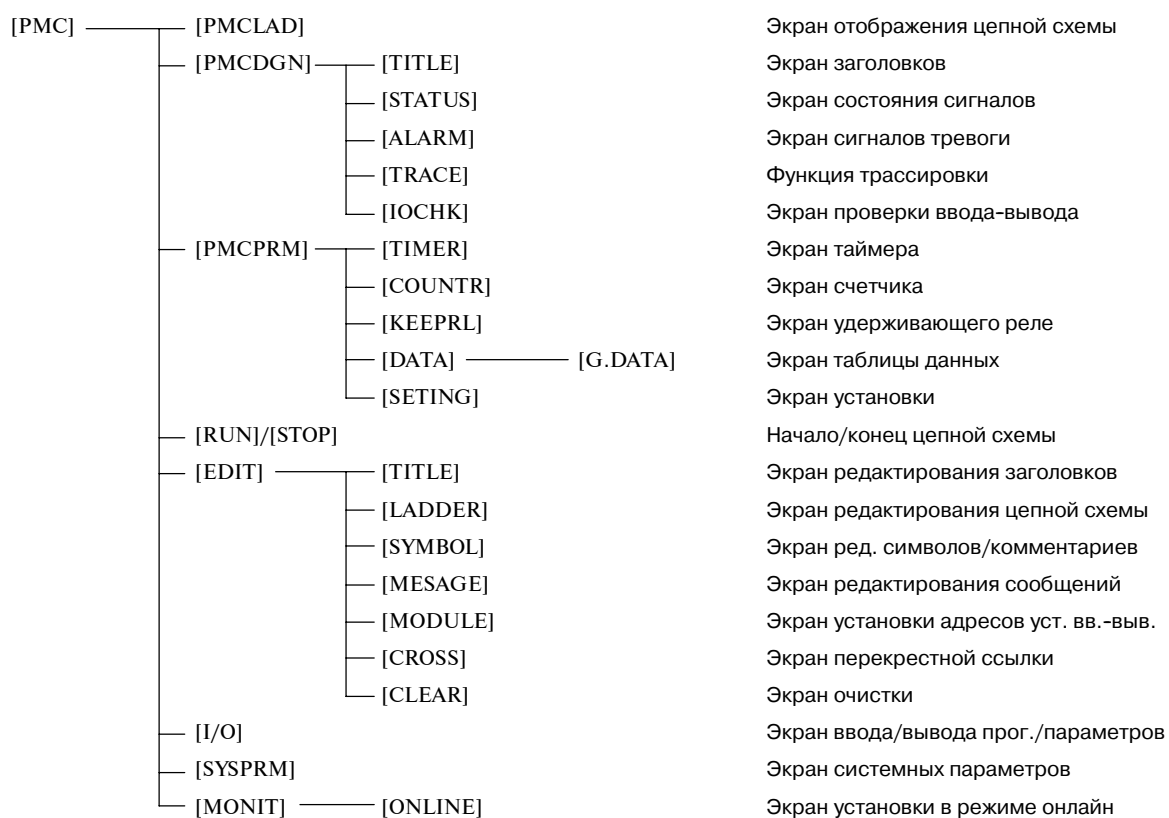 [PMC] [PMCLAD] Экран отображения цепной схемы
[PMCDGN] [TITLE] Экран заголовков
[STATUS] Экран состояния сигналов
[ALARM] Экран сигналов тревоги
[TRACE] Функция трассировки
[IOCHK] Экран проверки ввода-вывода
[PMCPRM] [TIMER] Экран таймера
[COUNTR] Экран счетчика
[KEEPRL] Экран удерживающего реле
[DATA] [G.DATA] Экран таблицы данных
[SETING] Экран установки
[RUN]/[STOP] Начало/конец цепной схемы
[EDIT] [TITLE] Экран редактирования заголовков
[LADDER] Экран редактирования цепной схемы
[SYMBOL] Экран ред. символов/комментариев
[MESAGE] Экран редактирования сообщений
[MODULE] Экран установки адресов уст. вв.-выв.
[CROSS] Экран перекрестной ссылки
[CLEAR] Экран очистки
[I/O] Экран ввода/вывода прог./параметров
[SYSPRM] Экран системных параметров
[MONIT] [ONLINE] Экран установки в режиме онлайн